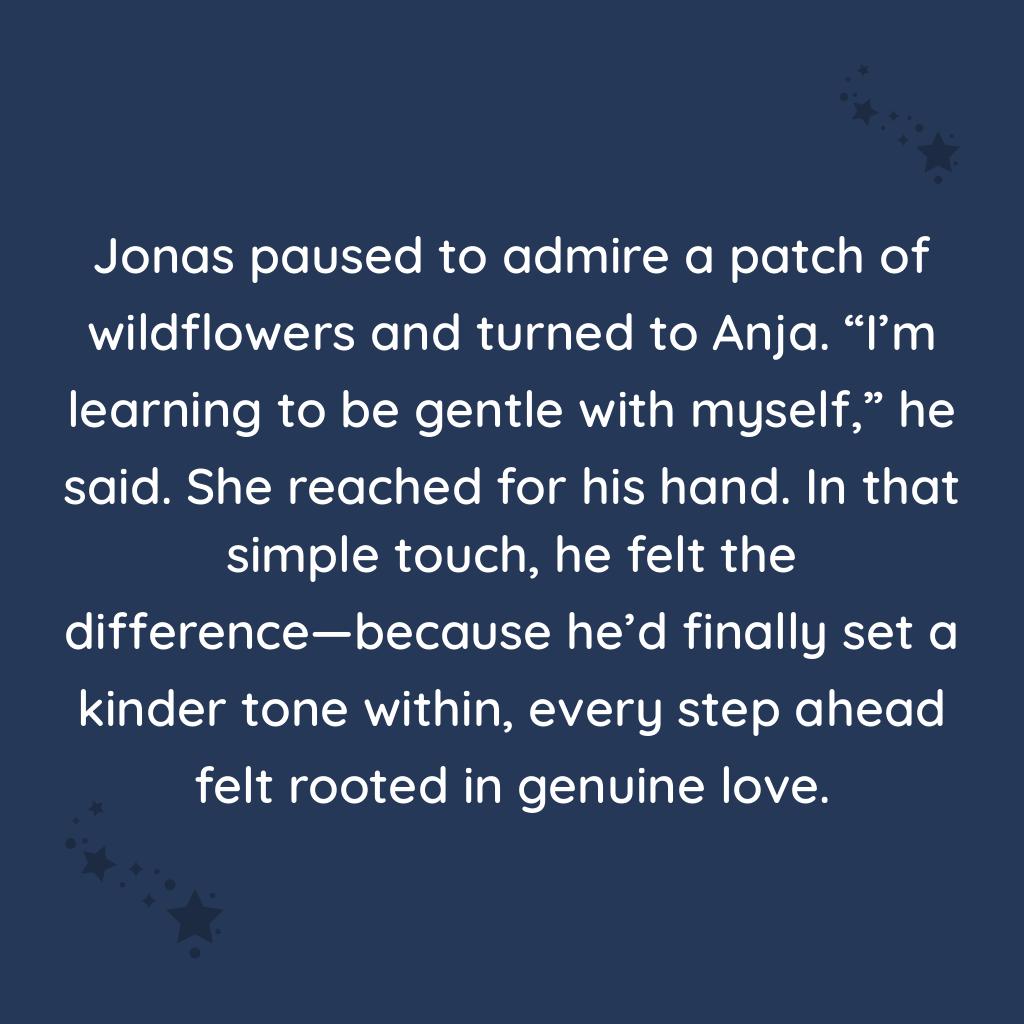 Jonas paused to admire a patch of
wildflowers and turned to Anja. “I’m
learning to be gentle with myself,” he
said. She reached for his hand. In that
simple touch, he felt the
difference—because he’d finally set a
kinder tone within, every step ahead
felt rooted in genuine love.